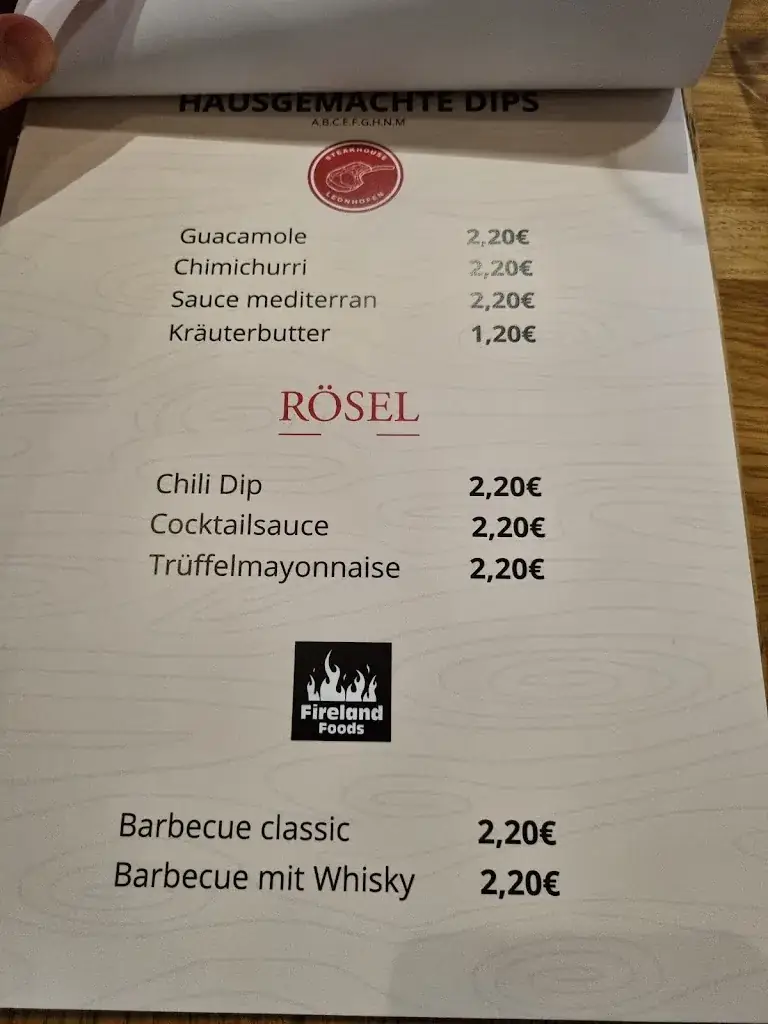 HAUSGEMACHTE DIPS
A.B.C.E.F.G.H.N.M
STEAKHOUSE
LEONHOFEN
Guacamole 2,20€
Chimichurri 2,20€
Sauce mediterran 2,20€
Kräuterbutter 1,20€
RÖSEL
Chili Dip 2,20€
Cocktailsauce 2,20€
Trüffelmayonnaise 2,20€
Fireland
Foods
Barbecue classic 2,20€
Barbecue mit Whisky 2,20€